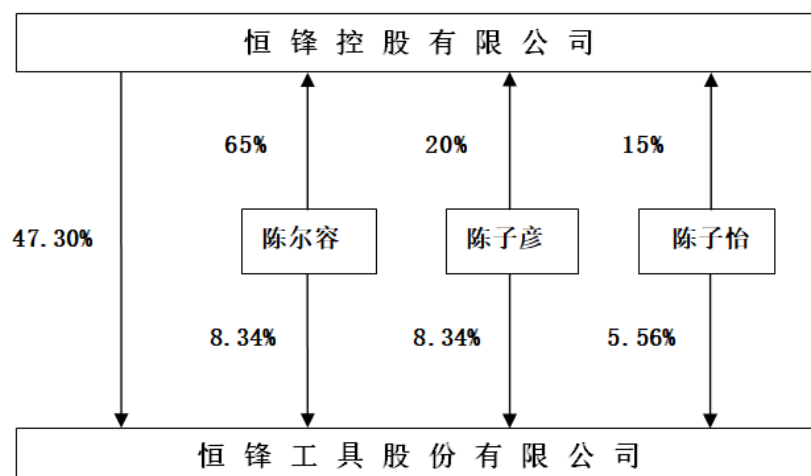 恒锋控股有限公司
65%
20%
15%
47.30%
陈尔容
陈子彦
陈子怡
8.34%
8.34%
5.56%
恒锋工具股份有限公司